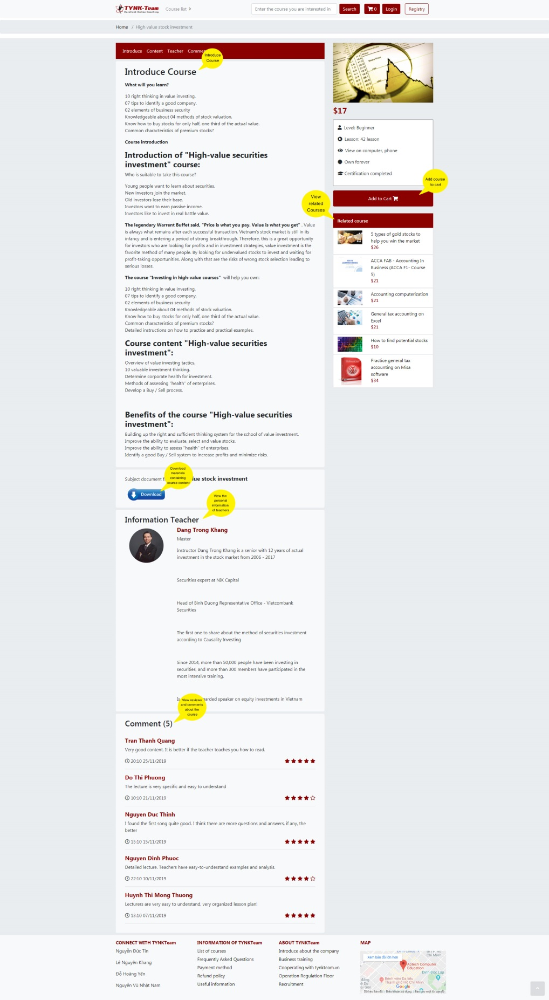 TYNK-Team
Excellent Online Coaching
Course list
Enter the course you are interested in
Search
0
Login
Registry
Home / High value stock investment
Introduce Content Teacher Commen
Introduce
Course
Introduce Course
What will you learn?
10 right thinking in value investing.
07 tips to identify a good company.
02 elements of business security
Knowledgeable about 04 methods of stock valuation.
Know how to buy stocks for only half, one third of the actual value.
Common characteristics of premium stocks?
Course introduction
Introduction of "High-value securities
investment" course:
Who is suitable to take this course?
Young people want to learn about securities.
New investors join the market.
Old investors lose their base.
Investors want to earn passive income.
Investors like to invest in real battle value.
The legendary Warrent Buffet said, "Price is what you pay. Value is what you get" . Value
is always what remains after each successful transaction. Vietnam's stock market is still in its
infancy and is entering a period of strong breakthrough. Therefore, this is a great opportunity
for investors who are looking for profits and in investment strategies, value investment is the
favorite method of many people. By looking for undervalued stocks to invest and waiting for
profit-taking opportunities. Along with that are the risks of wrong stock selection leading to
serious losses.
The course "Investing in high-value courses" will help you own:
10 right thinking in value investing.
07 tips to identify a good company.
02 elements of business security
Knowledgeable about 04 methods of stock valuation.
Know how to buy stocks for only half, one third of the actual value.
Common characteristics of premium stocks?
Detailed instructions on how to practice and practical examples.
Course content "High-value securities
investment":
Overview of value investing tactics.
10 valuable investment thinking.
Determine corporate health for investment.
Methods of assessing "health" of enterprises.
Develop a Buy / Sell process.
Benefits of the course "High-value securities
investment":
Building up the right and sufficient thinking system for the school of value investment.
Improve the ability to evaluate, select and value stocks.
Improve the ability to assess "health" of enterprises.
Identify a good Buy / Sell system to increase profits and minimize risks.
Download
materials
containing
course content
Subject document f lue stock investment
Download
View the
personal
information
of teachers
Information Teacher
Dang Trong Khang
Master
Instructor Dang Trong Khang is a senior with 12 years of actual
investment in the stock market from 2006 - 2017
Securities expert at NIK Capital
Head of Binh Duong Representative Office - Vietcombank
Securities
The first one to share about the method of securities investment
according to Causality Investing
Since 2014, more than 50,000 people have been investing in
securities, and more than 300 members have participated in the
most intensive training.
Is arded speaker on equity investments in Vietnam
View reviews
and comments
about the
course
Comment (5)
Tran Thanh Quang
Very good content. It is better if the teacher teaches you how to read.
20:10 25/11/2019
Do Thi Phuong
The lecture is very specific and easy to understand
10:10 21/11/2019
Nguyen Duc Thinh
I found the first song quite good. I think there are more questions and answers, if any, the
better
15:10 15/11/2019
Nguyen Dinh Phuoc
Detailed lecture. Teachers have easy-to-understand examples and analysis.
22:10 10/11/2019
Huynh Thi Mong Thuong
Lecturers are very easy to understand, very organized lesson plan!
13:10 07/11/2019
Share Price
$17
Level: Beginner
Lesson: 42 lesson
View on computer, phone
Own forever
Certification completed
Add course
to cart
Add to Cart
View
related
Courses
Related course
5 types of gold stocks to
help you win the market
$26
ACCA FAB - Accounting In
Business (ACCA F1- Course
5)
$21
Accounting computerization
$21
General tax accounting on
Excel
$21
How to find potential stocks
$10
Practice general tax
accounting on Misa
software
$34
CONNECT WITH TYNKTeam
Nguyễn Đức Tín
Lê Nguyên Khang
Đỗ Hoàng Yến
Nguyễn Vũ Nhật Nam
INFORMATION OF TYNKTeam
List of courses
Frequently Asked Questions
Payment method
Refund policy
Useful information
ABOUT TYNKTeam
Introduce about the company
Business training
Cooperating with tynkteam.vn
Operation Regulation Floor
Recruitment
MAP
Xem bản đồ lớn hơn
Chí Minh...
Aptech Computer
Education
Dinh Độc Lập
Bệnh viện Da liễu
Thành phố Hồ Chí Minh
Google
Dữ liệu Bản đồ Điều khoản sử dụng Báo cáo một lỗi bản đồ